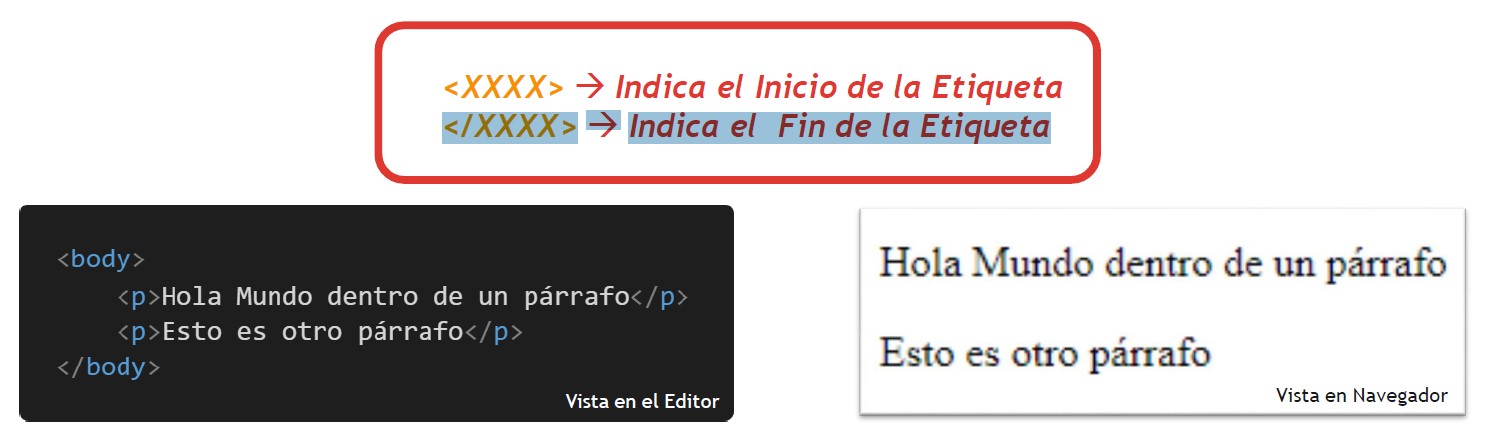 <XXXX> → Indica el Inicio de la Etiqueta
</XXXX> → Indica el  Fin de la Etiqueta
<body>
    <p>Hola Mundo dentro de un párrafo</p>
    <p>Esto es otro párrafo</p>
</body>
Vista en el Editor
Hola Mundo dentro de un párrafo
Esto es otro párrafo
Vista en Navegador